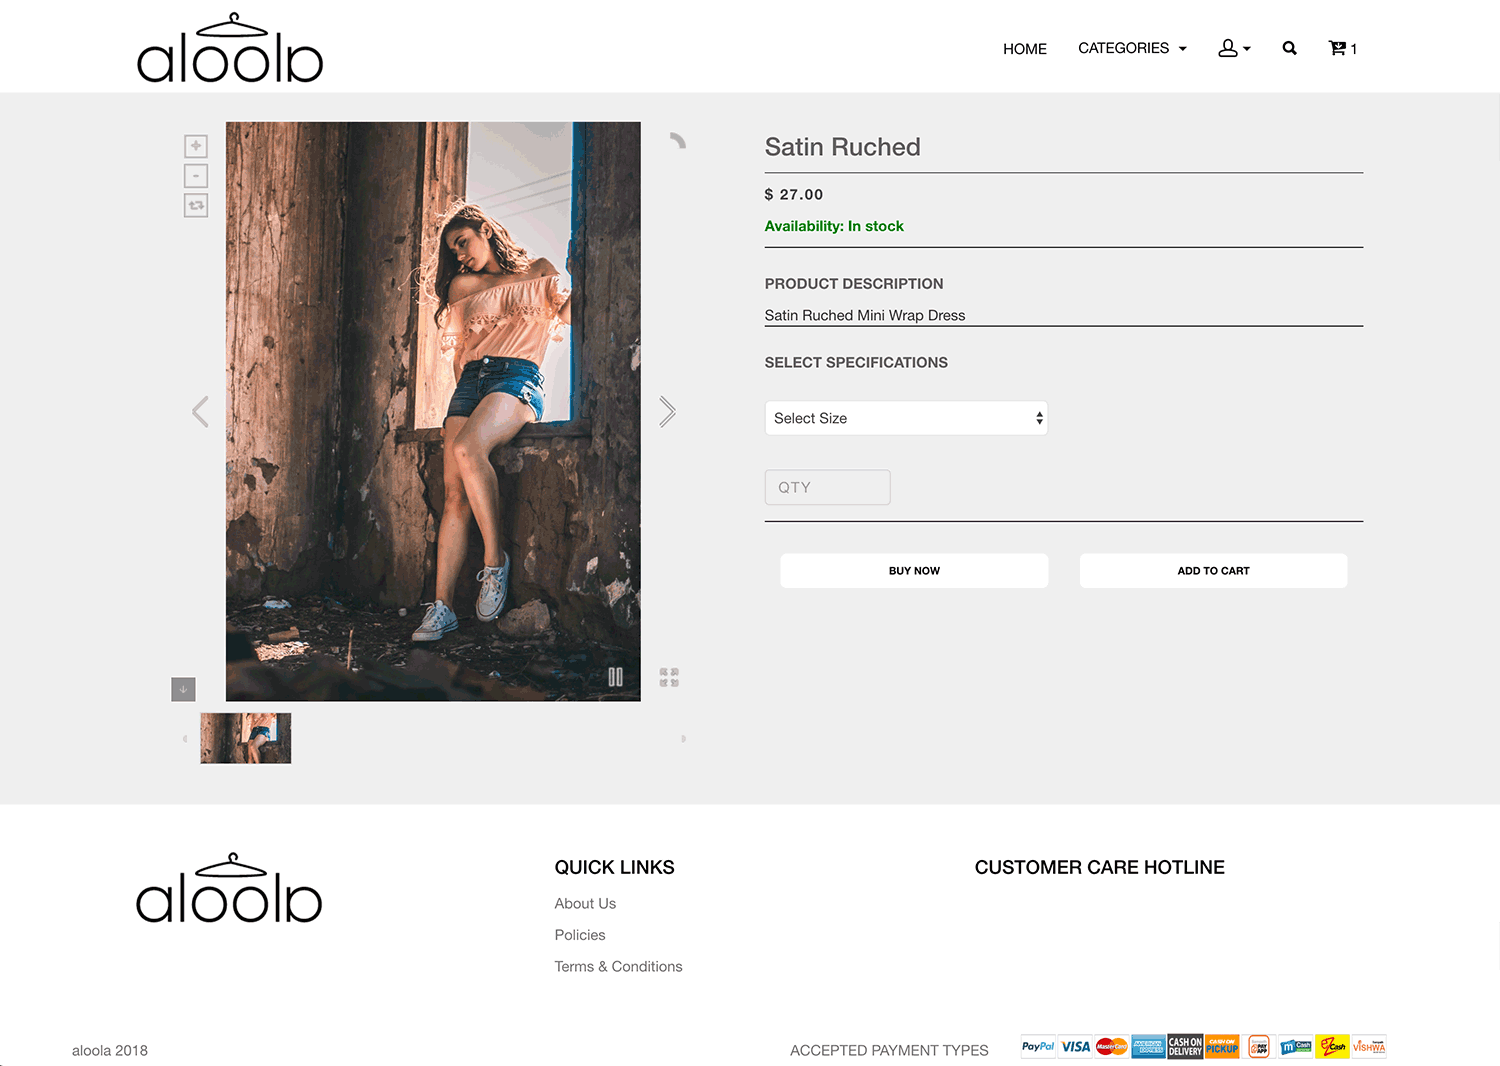 aloolb
HOME
CATEGORIES
1
Satin Ruched
$ 27.00
Availability: In stock
PRODUCT DESCRIPTION
Satin Ruched Mini Wrap Dress
SELECT SPECIFICATIONS
Select Size
QTY
BUY NOW
ADD TO CART
aloolb
QUICK LINKS
About Us
Policies
Terms & Conditions
CUSTOMER CARE HOTLINE
aloola 2018
ACCEPTED PAYMENT TYPES
PayPal
VISA
MasterCard
AMERICAN EXPRESS
CASH ON DELIVERY
CASH ON PICKUP
mCash
eZ Cash
VISHWA